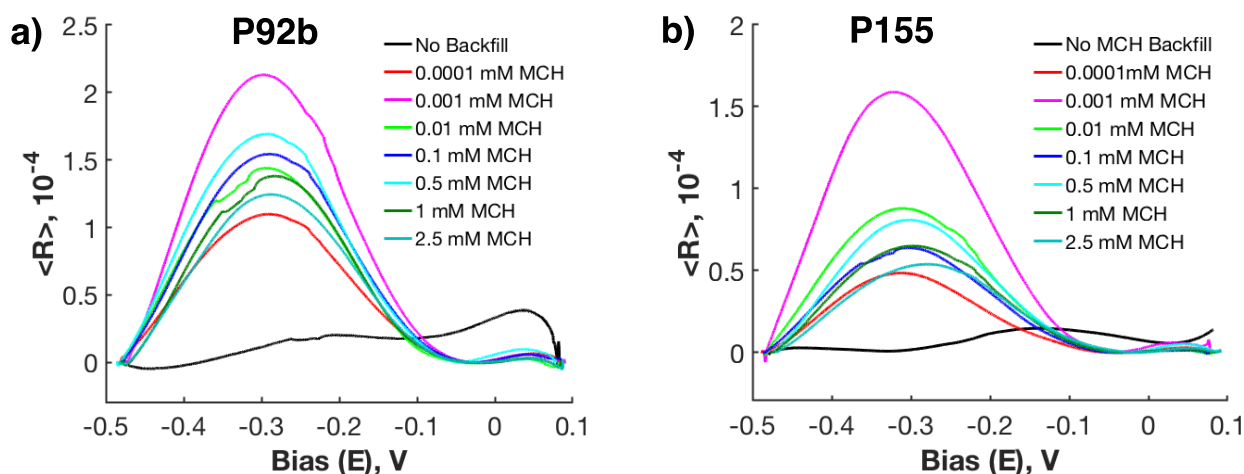 a)
P92b
2.5
2
1.5
1
0.5
0
<R>, 10-4
No Backfill
0.0001 mM MCH
0.001 mM MCH
0.01 mM MCH
0.1 mM MCH
0.5 mM MCH
1 mM MCH
2.5 mM MCH
-0.5 -0.4 -0.3 -0.2 -0.1 0 0.1
Bias (E), V
b)
P155
2
1.5
1
0.5
0
<R>, 10-4
No MCH Backfill
0.0001mM MCH
0.001 mM MCH
0.01 mM MCH
0.1 mM MCH
0.5 mM MCH
1 mM MCH
2.5 mM MCH
-0.5 -0.4 -0.3 -0.2 -0.1 0 0.1
Bias (E), V